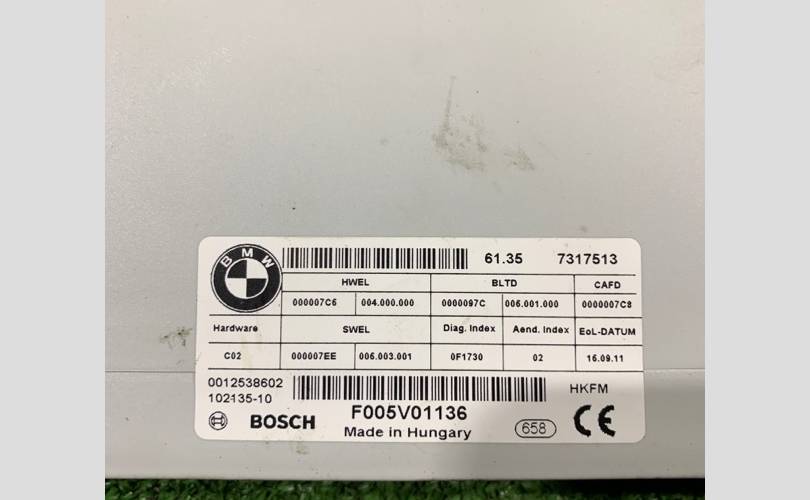 BMW
61.35 7317513
HWEL BLTD CAFD
000007C6 004.000.000 0000097C 006.001.000 0000007C8
Hardware SWEL Diag. Index Aend. Index EoL-DATUM
C02 000007EE 006.003.001 0F1730 02 16.09.11
0012538602 HKFM
102-135-10
BOSCH F005V01136 658 CE
Made in Hungary